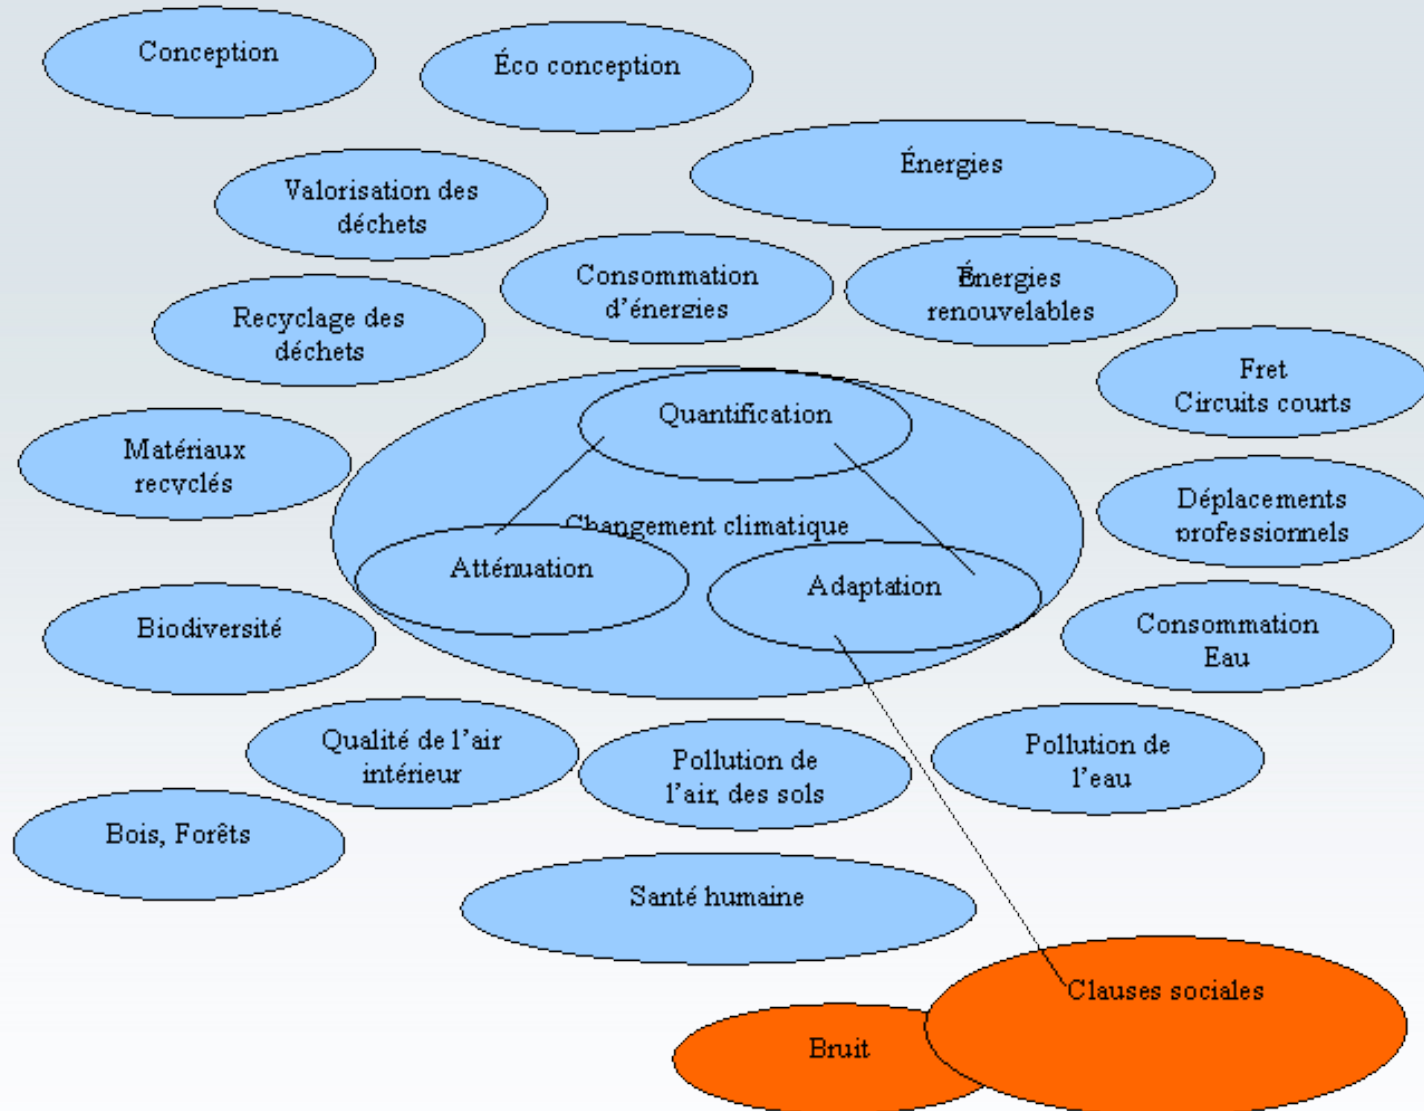 Conception
Éco conception
Énergies
Valorisation des
déchets
Consommation
d'énergies
Énergies
renouvelables
Recyclage des
déchets
Fret
Circuits courts
Quantification
Matériaux
recyclés
Déplacements
professionnels
Changement climatique
Atténuation
Adaptation
Biodiversité
Consommation
Eau
Qualité de l'air
intérieur
Pollution de
l'air, des sols
Pollution de
l'eau
Bois, Forêts
Santé humaine
Clauses sociales
Bruit